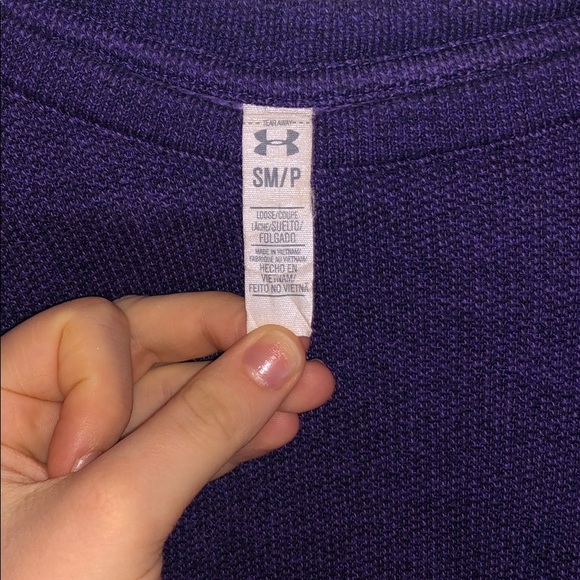 TEAR AWAY
SM/P
LOOSE/COUPE
LÂCHE/SUELTO/
FOLGADO
MADE IN VIETNAM/
FABRIQUÉ AU VIETNAM/
HECHO EN
VIETNAM/
FEITO NO VIETNÃ